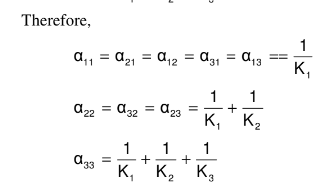 Therefore,
α₁₁ = α₂₁ = α₁₂ = α₃₁ = α₁₃ == 1/K₁
α₂₂ = α₃₂ = α₂₃ = 1/K₁ + 1/K₂
α₃₃ = 1/K₁ + 1/K₂ + 1/K₃